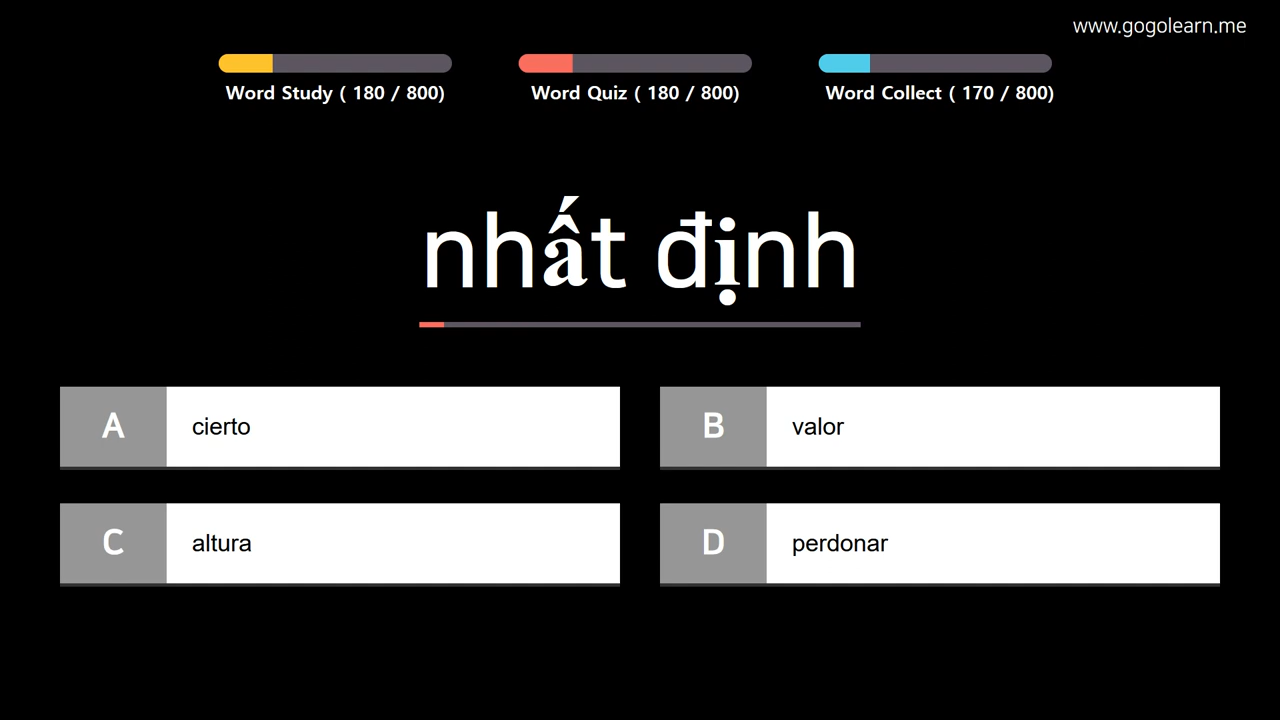 www.gogolearn.me
Word Study ( 180 / 800)
Word Quiz ( 180 / 800)
Word Collect ( 170 / 800)
nhất định
A cierto
B valor
C altura
D perdonar